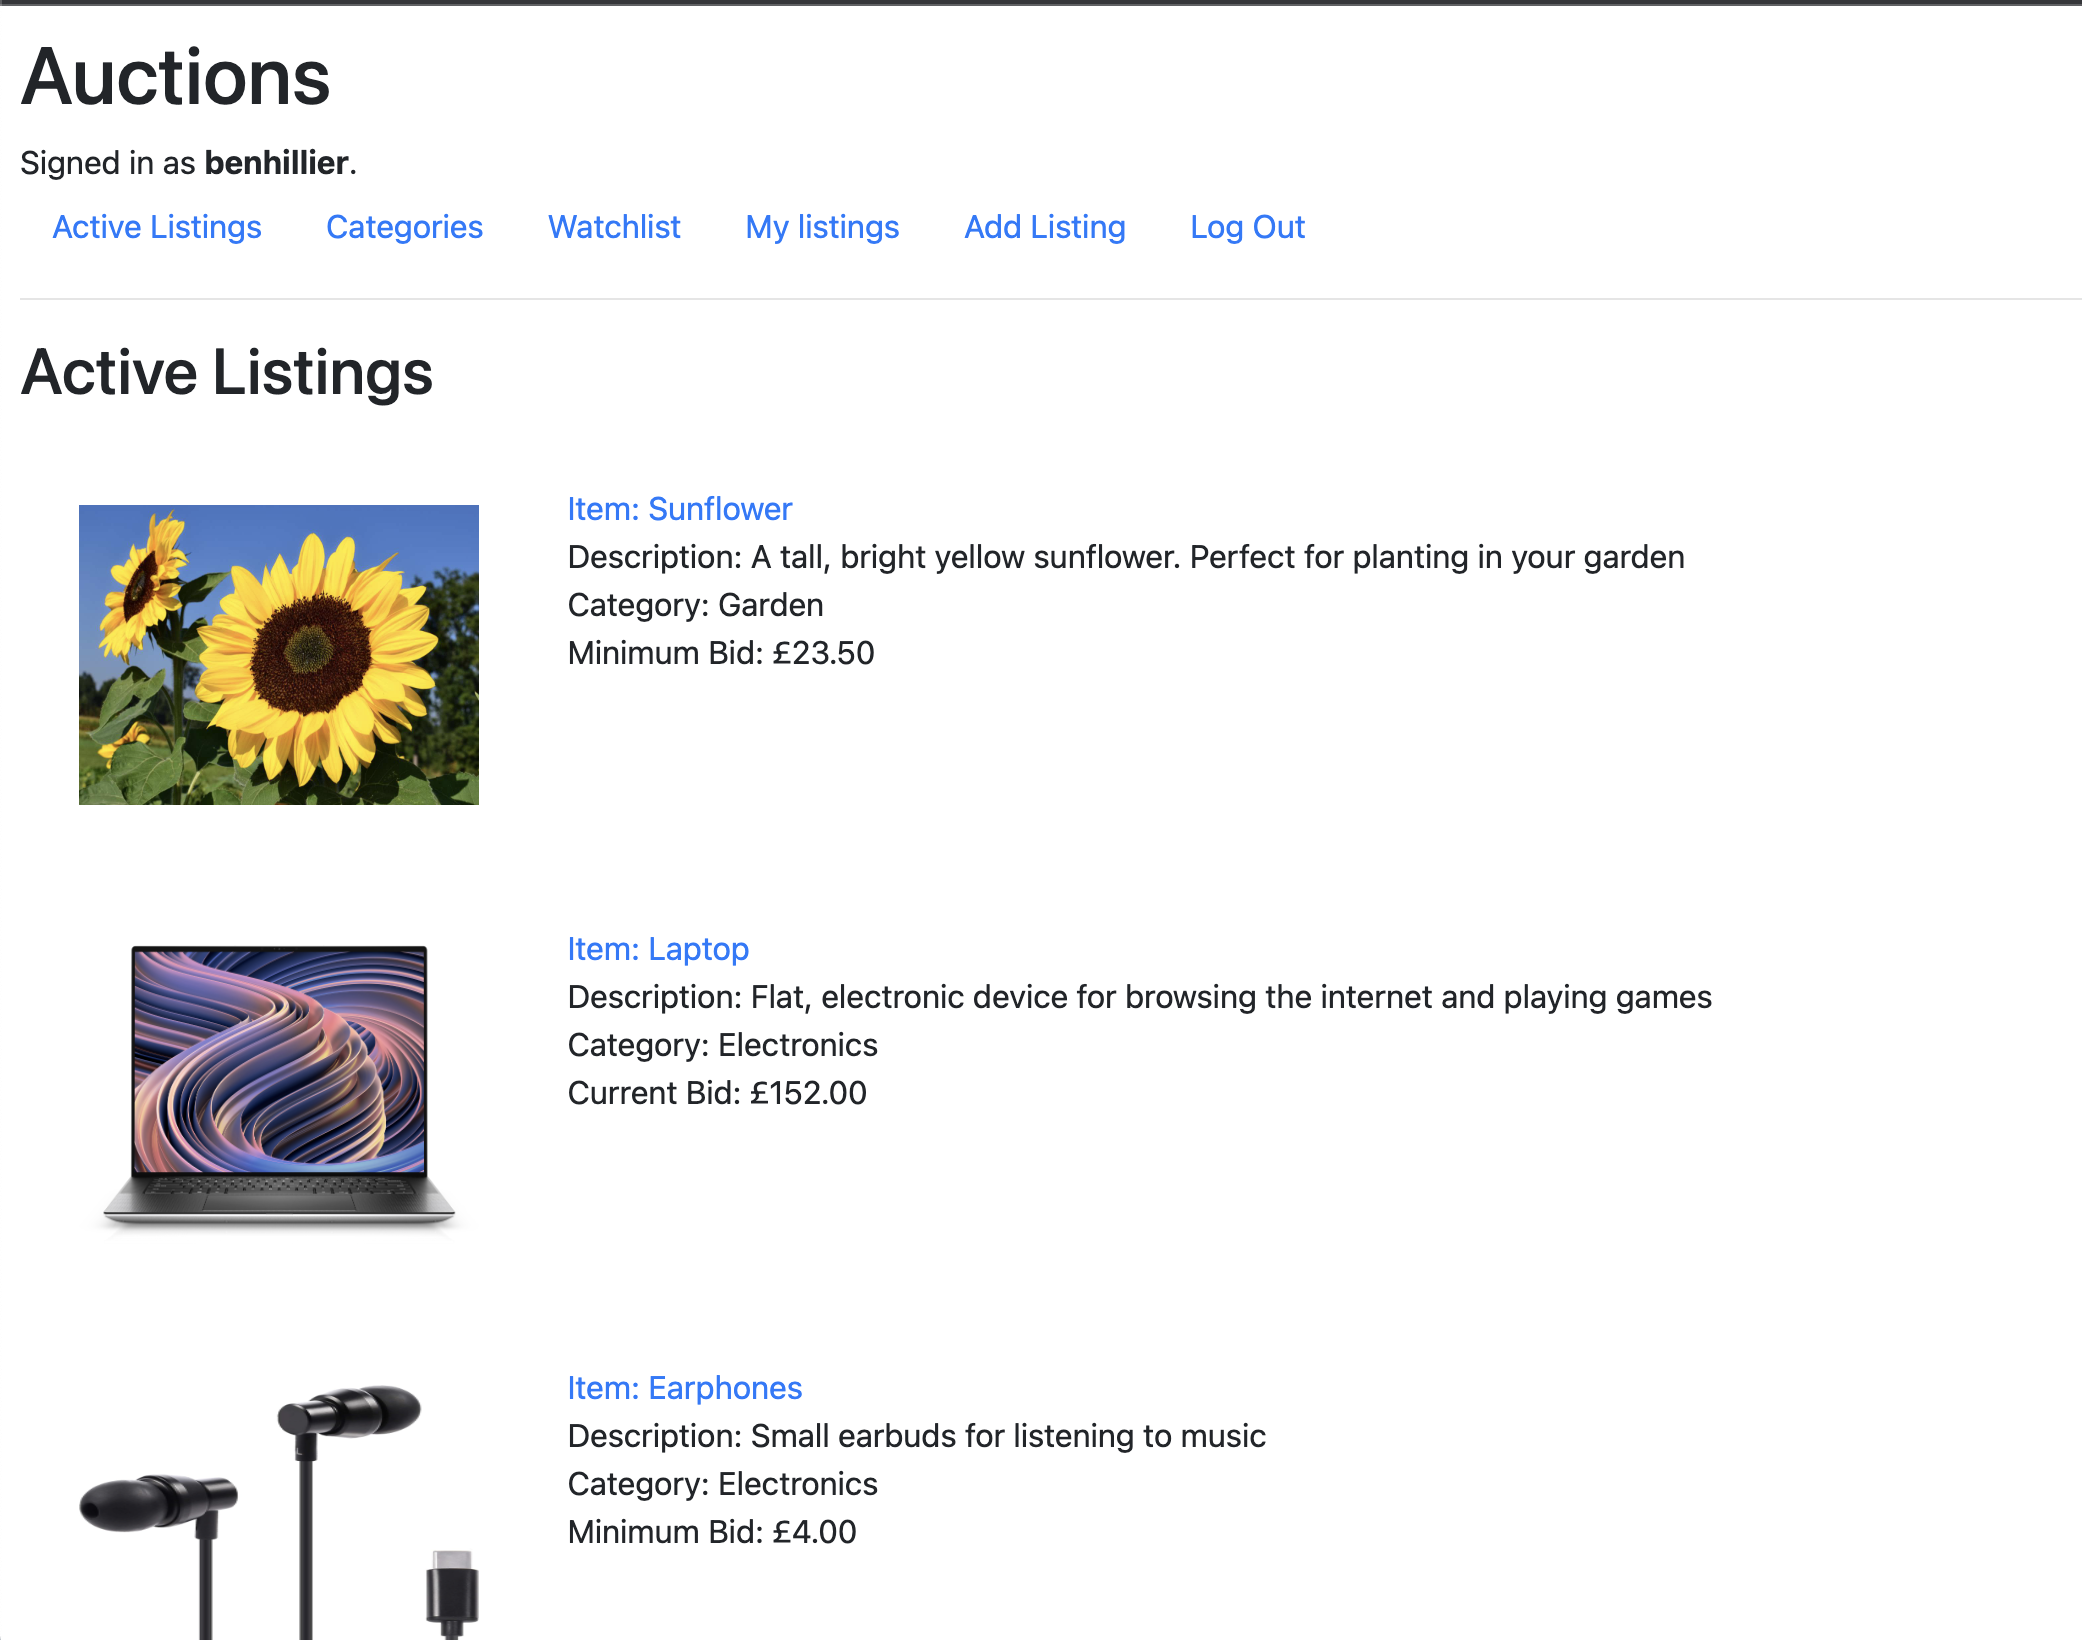 Auctions
Signed in as benhillier.
Active Listings Categories Watchlist My listings Add Listing Log Out
Active Listings
Item: Sunflower
Description: A tall, bright yellow sunflower. Perfect for planting in your garden
Category: Garden
Minimum Bid: £23.50
Item: Laptop
Description: Flat, electronic device for browsing the internet and playing games
Category: Electronics
Current Bid: £152.00
Item: Earphones
Description: Small earbuds for listening to music
Category: Electronics
Minimum Bid: £4.00